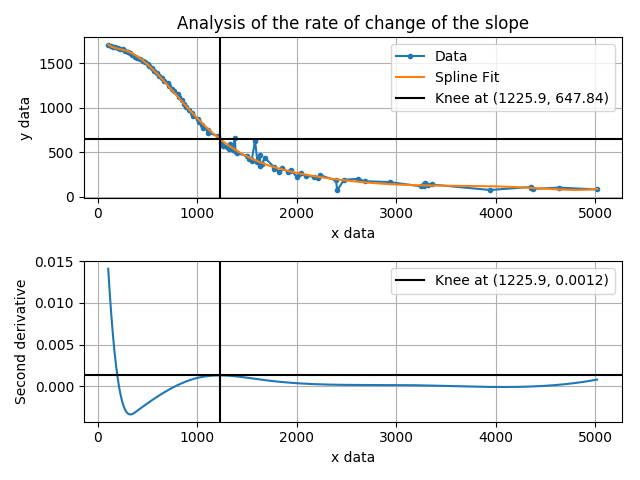 Analysis of the rate of change of the slope
1500
1000
500
0
y data
Data
Spline Fit
Knee at (1225.9, 647.84)
0 1000 2000 3000 4000 5000
x data
0.015
0.010
0.005
0.000
Second derivative
Knee at (1225.9, 0.0012)
0 1000 2000 3000 4000 5000
x data